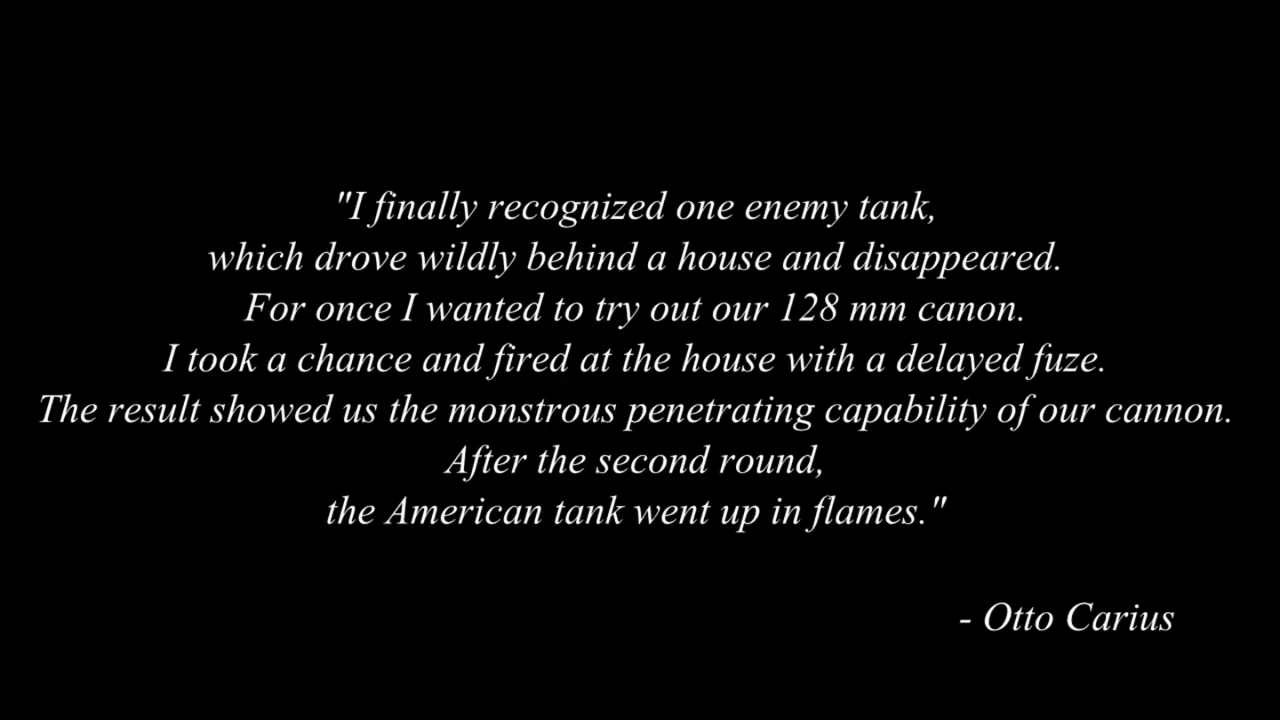 "I finally recognized one enemy tank,
which drove wildly behind a house and disappeared.
For once I wanted to try out our 128 mm canon.
I took a chance and fired at the house with a delayed fuze.
The result showed us the monstrous penetrating capability of our cannon.
After the second round,
the American tank went up in flames."
- Otto Carius